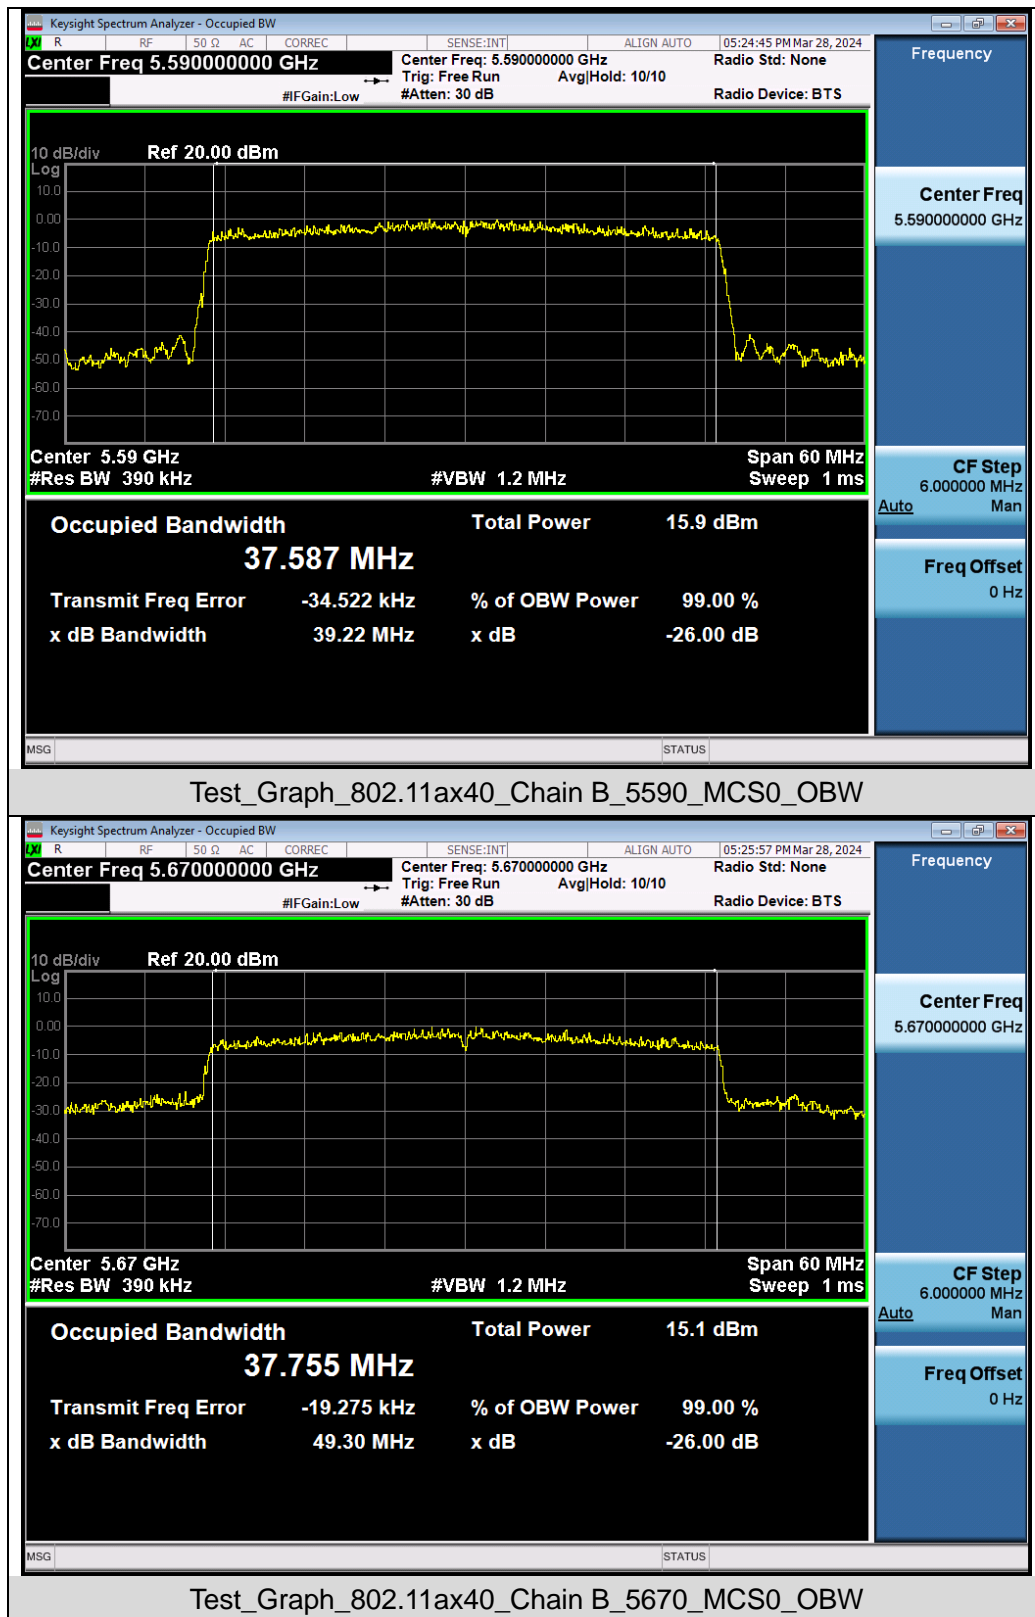 Keysight Spectrum Analyzer - Occupied BW
LXI R RF 50 Ω AC CORREC SENSE:INT ALIGN AUTO 05:24:45 PM Mar 28, 2024
Center Freq 5.590000000 GHz Center Freq: 5.590000000 GHz Radio Std: None
Trig: Free Run Avg|Hold: 10/10
#IFGain:Low #Atten: 30 dB Radio Device: BTS
Frequency
10 dB/div Ref 20.00 dBm
Log
10.0
0.00
-10.0
-20.0
-30.0
-40.0
-50.0
-60.0
-70.0
Center 5.59 GHz Span 60 MHz
#Res BW 390 kHz #VBW 1.2 MHz Sweep 1 ms
Center Freq
5.590000000 GHz
CF Step
6.000000 MHz
Auto Man
Freq Offset
0 Hz
Occupied Bandwidth Total Power 15.9 dBm
37.587 MHz
Transmit Freq Error -34.522 kHz % of OBW Power 99.00 %
x dB Bandwidth 39.22 MHz x dB -26.00 dB
MSG STATUS
Test_Graph_802.11ax40_Chain B_5590_MCS0_OBW
Keysight Spectrum Analyzer - Occupied BW
LXI R RF 50 Ω AC CORREC SENSE:INT ALIGN AUTO 05:25:57 PM Mar 28, 2024
Center Freq 5.670000000 GHz Center Freq: 5.670000000 GHz Radio Std: None
Trig: Free Run Avg|Hold: 10/10
#IFGain:Low #Atten: 30 dB Radio Device: BTS
Frequency
10 dB/div Ref 20.00 dBm
Log
10.0
0.00
-10.0
-20.0
-30.0
-40.0
-50.0
-60.0
-70.0
Center 5.67 GHz Span 60 MHz
#Res BW 390 kHz #VBW 1.2 MHz Sweep 1 ms
Center Freq
5.670000000 GHz
CF Step
6.000000 MHz
Auto Man
Freq Offset
0 Hz
Occupied Bandwidth Total Power 15.1 dBm
37.755 MHz
Transmit Freq Error -19.275 kHz % of OBW Power 99.00 %
x dB Bandwidth 49.30 MHz x dB -26.00 dB
MSG STATUS
Test_Graph_802.11ax40_Chain B_5670_MCS0_OBW